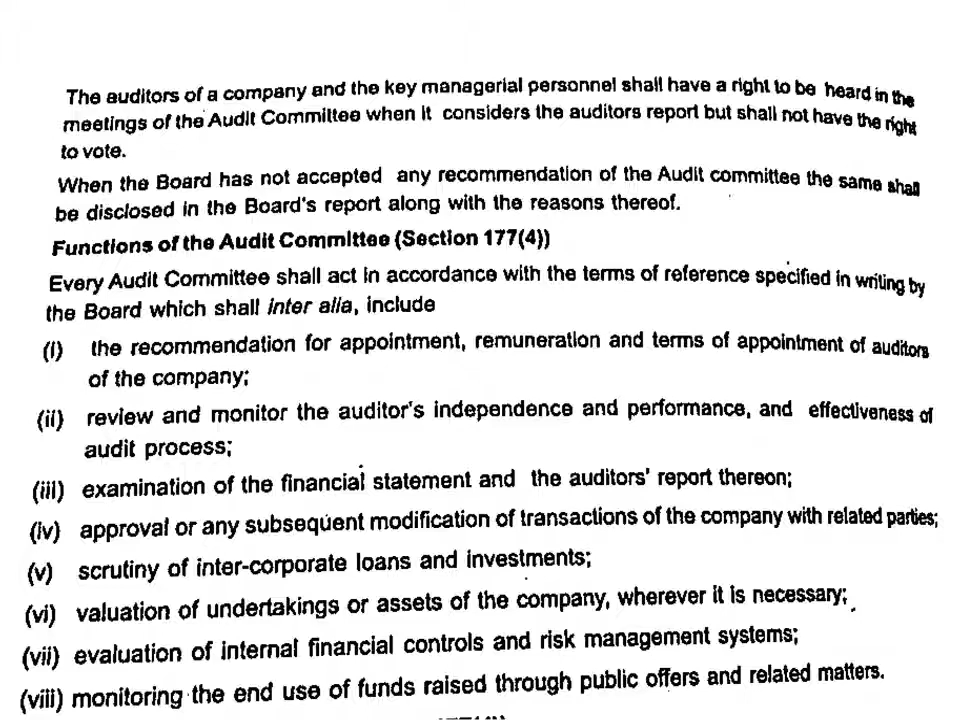 The auditors of a company and the key managerial personnel shall have a right to be heard in the
meetings of the Audit Committee when it considers the auditors report but shall not have the right
to vote.
When the Board has not accepted any recommendation of the Audit committee the same shall
be disclosed in the Board's report along with the reasons thereof.
Functions of the Audit Committee (Section 177(4))
Every Audit Committee shall act in accordance with the terms of reference specified in writing by
the Board which shall inter alia, include
(i) the recommendation for appointment, remuneration and terms of appointment of auditors
of the company;
(ii) review and monitor the auditor's independence and performance, and effectiveness of
audit process;
(iii) examination of the financial statement and the auditors' report thereon;
(iv) approval or any subsequent modification of transactions of the company with related parties;
(v) scrutiny of inter-corporate loans and investments;
(vi) valuation of undertakings or assets of the company, wherever it is necessary;
(vii) evaluation of internal financial controls and risk management systems;
(viii) monitoring the end use of funds raised through public offers and related matters.